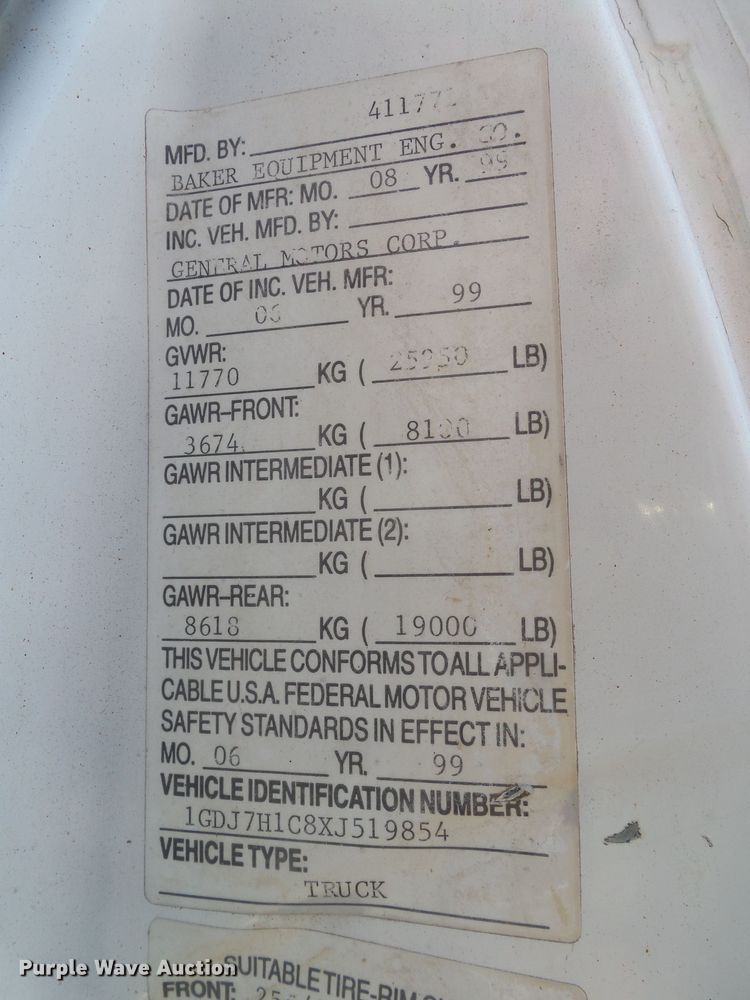 MFD. BY:
BAKER EQUIPMENT ENG. CO.
DATE OF MFR: MO. 08 YR. 99
INC. VEH. MFD. BY:
GENERAL MOTORS CORP.
DATE OF INC. VEH. MFR:
MO. 06 YR. 99
GVWR:
11770 KG ( 25950 LB)
GAWR-FRONT:
3674 KG ( 8100 LB)
GAWR INTERMEDIATE (1):
KG ( LB)
GAWR INTERMEDIATE (2):
KG ( LB)
GAWR-REAR:
8618 KG ( 19000 LB)
THIS VEHICLE CONFORMS TO ALL APPLI-
CABLE U.S.A. FEDERAL MOTOR VEHICLE
SAFETY STANDARDS IN EFFECT IN:
MO. 06 YR. 99
VEHICLE IDENTIFICATION NUMBER:
1GDJ7H1C8XJ519854
VEHICLE TYPE:
TRUCK
SUITABLE
FRONT:
Purple Wave Auction